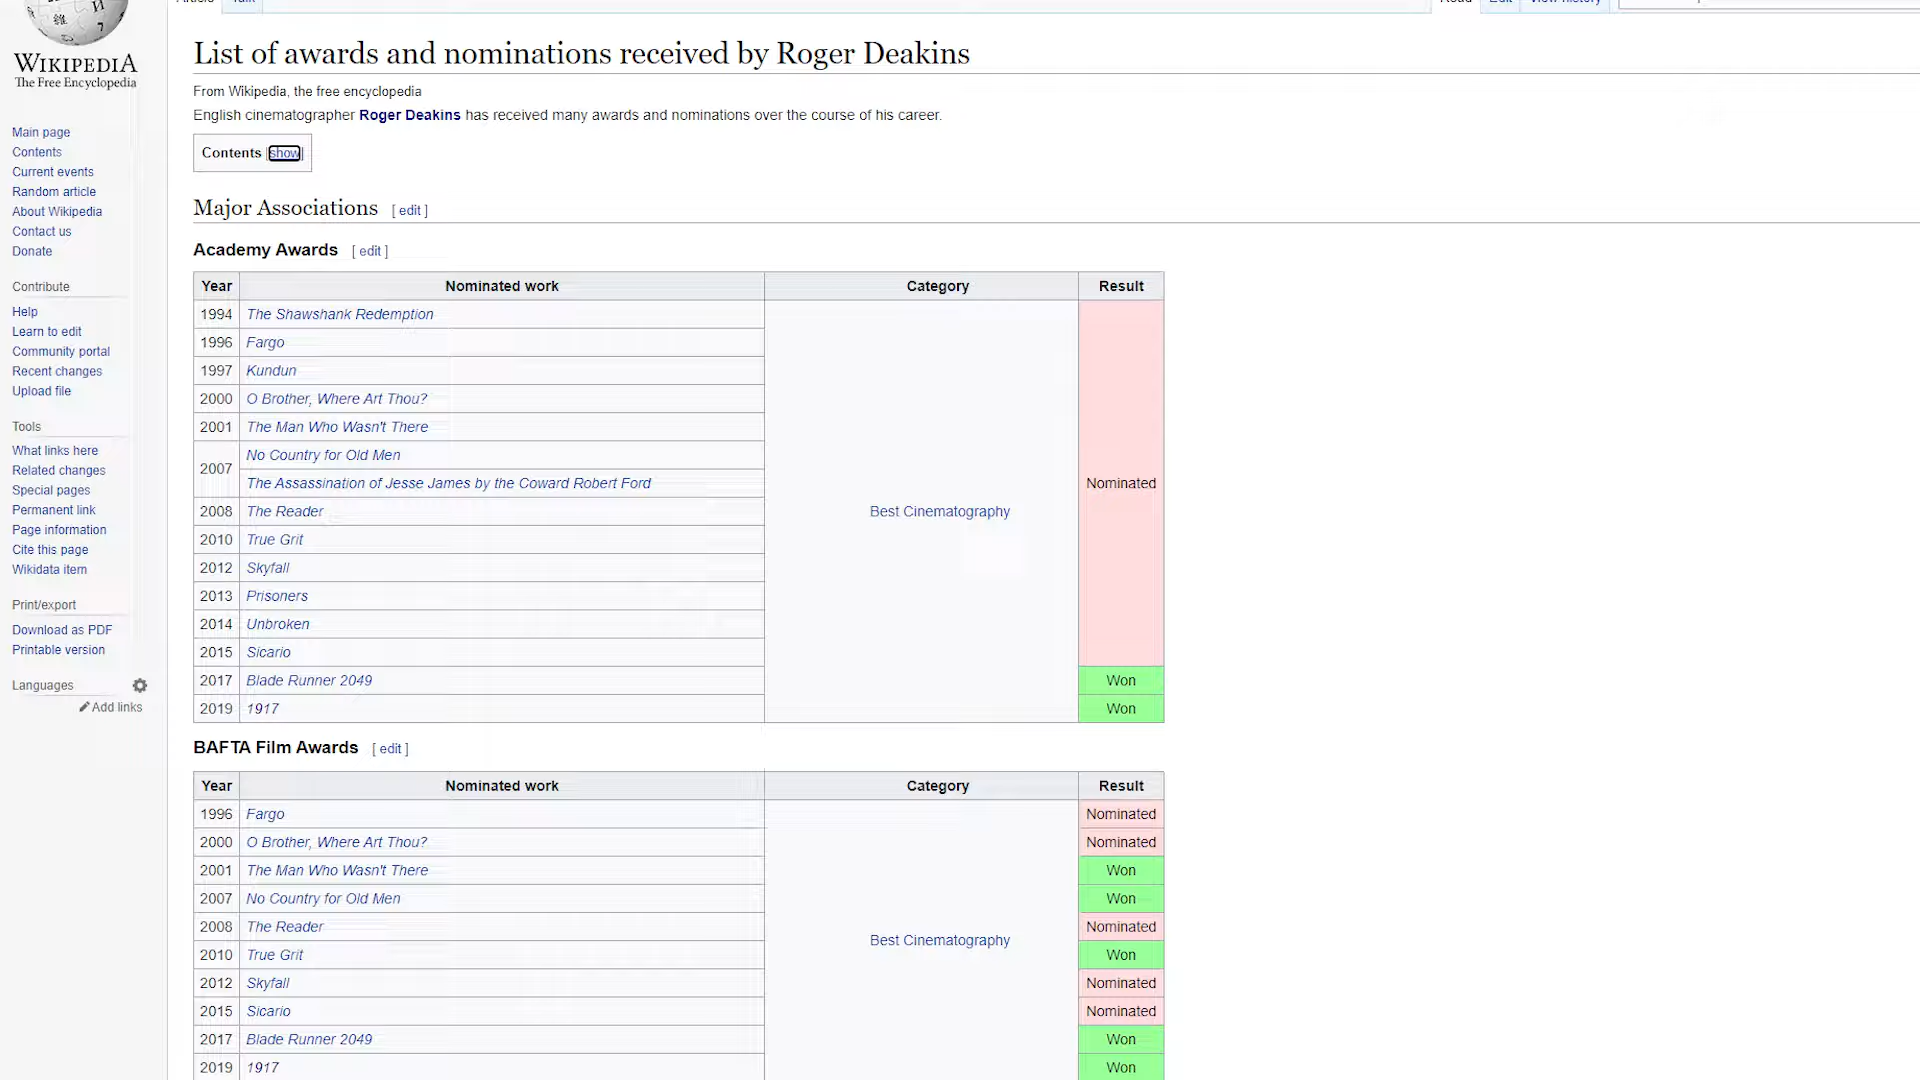 Article Talk Read Edit View history
WIKIPEDIA
The Free Encyclopedia
Main page
Contents
Current events
Random article
About Wikipedia
Contact us
Donate
Contribute
Help
Learn to edit
Community portal
Recent changes
Upload file
Tools
What links here
Related changes
Special pages
Permanent link
Page information
Cite this page
Wikidata item
Print/export
Download as PDF
Printable version
Languages
Add links
List of awards and nominations received by Roger Deakins
From Wikipedia, the free encyclopedia
English cinematographer Roger Deakins has received many awards and nominations over the course of his career.
Contents [show]
Major Associations [ edit ]
Academy Awards [ edit ]
Year Nominated work Category Result
1994 The Shawshank Redemption
1996 Fargo
1997 Kundun
2000 O Brother, Where Art Thou?
2001 The Man Who Wasn't There
2007 No Country for Old Men
The Assassination of Jesse James by the Coward Robert Ford Nominated
2008 The Reader Best Cinematography
2010 True Grit
2012 Skyfall
2013 Prisoners
2014 Unbroken
2015 Sicario
2017 Blade Runner 2049 Won
2019 1917 Won
BAFTA Film Awards [ edit ]
Year Nominated work Category Result
1996 Fargo Nominated
2000 O Brother, Where Art Thou? Nominated
2001 The Man Who Wasn't There Won
2007 No Country for Old Men Won
2008 The Reader Nominated
Best Cinematography
2010 True Grit Won
2012 Skyfall Nominated
2015 Sicario Nominated
2017 Blade Runner 2049 Won
2019 1917 Won